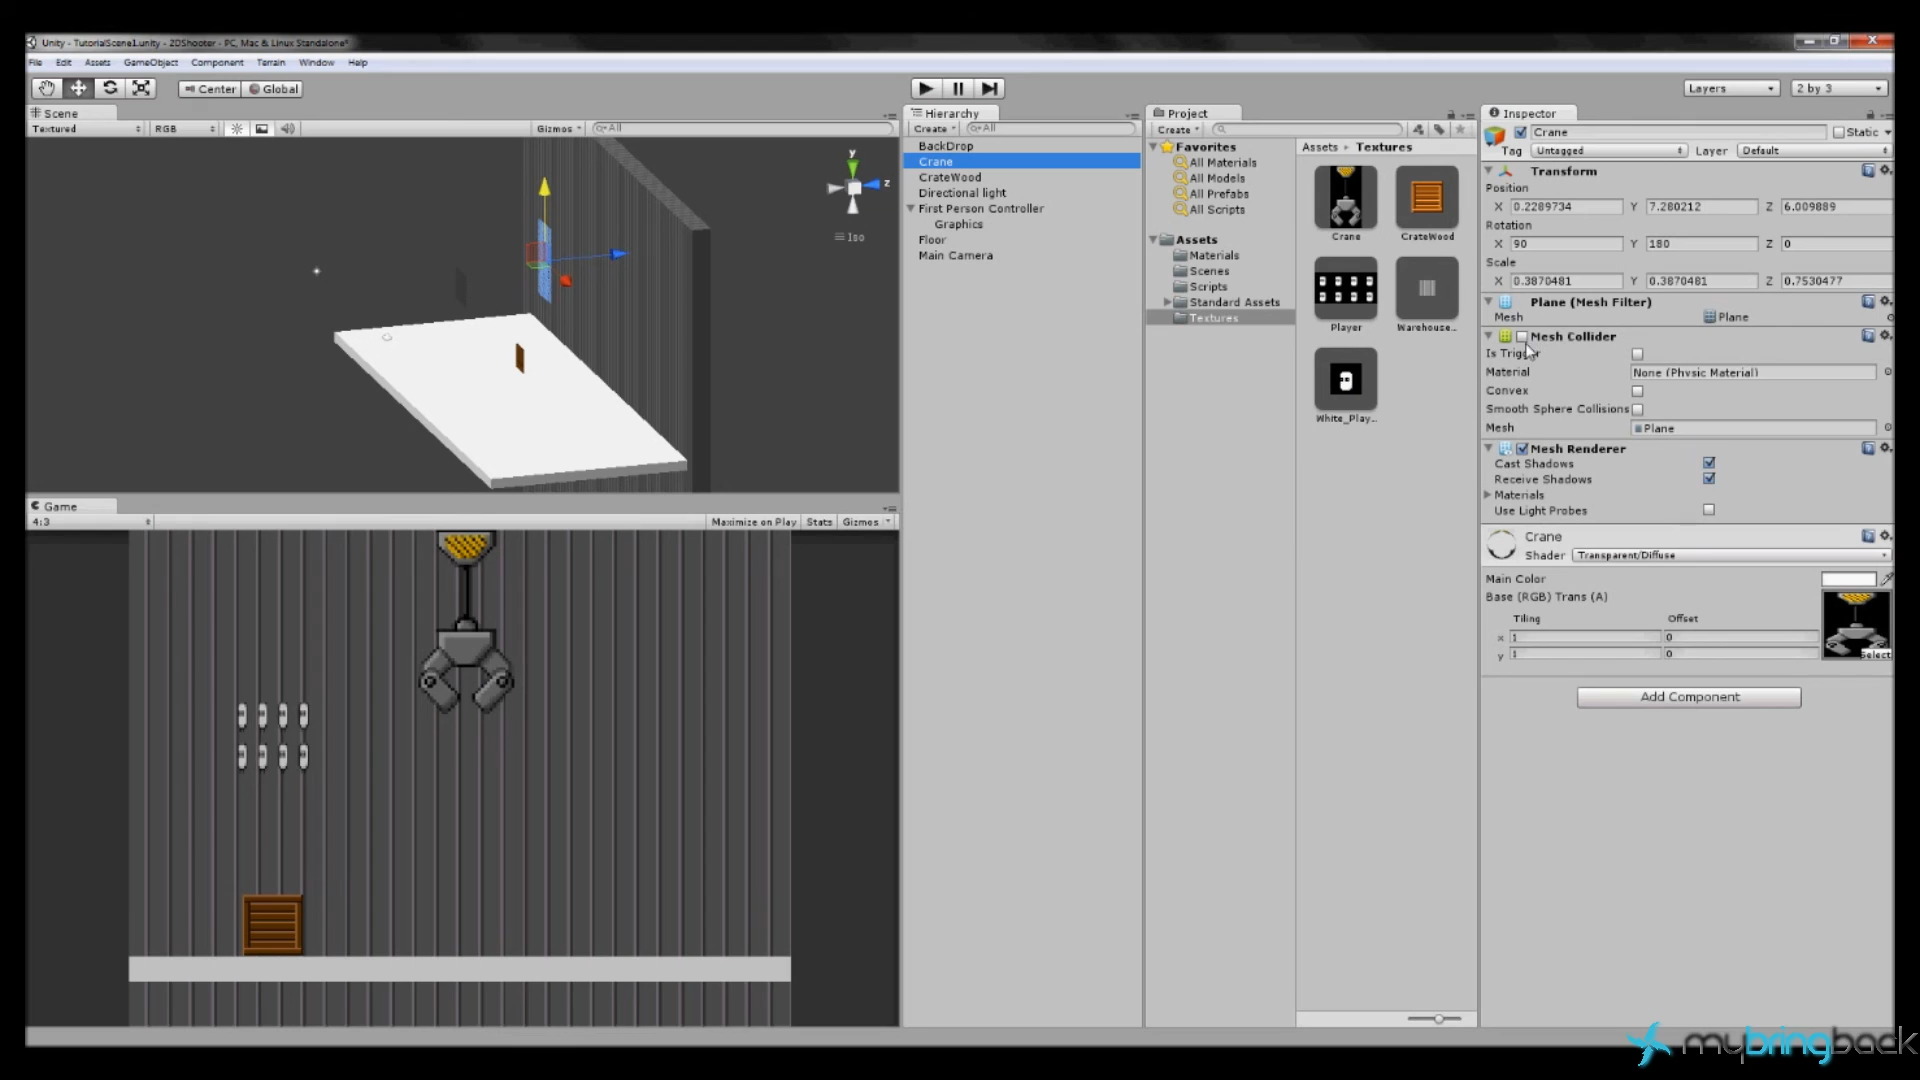 Unity - TutorialScene1.unity - 2DShooter - PC, Mac & Linux Standalone*
File Edit Assets GameObject Component Terrain Window Help
Center Global
Layers
2 by 3
Scene
Textured RGB
Gizmos All
y
z
Iso
Game
4:3
Maximize on Play Stats Gizmos
Hierarchy
Create All
BackDrop
Crane
CrateWood
Directional light
First Person Controller
Graphics
Floor
Main Camera
Project
Create
Favorites
All Materials
All Models
All Prefabs
All Scripts
Assets
Materials
Scenes
Scripts
Standard Assets
Textures
Assets Textures
Crane
CrateWood
Player
Warehouse...
White_Play...
Inspector
Crane
Static
Tag Untagged Layer Default
Transform
Position
X 0.2289734 Y 7.280212 Z 6.009889
Rotation
X 90 Y 180 Z 0
Scale
X 0.3870481 Y 0.3870481 Z 0.7530477
Plane (Mesh Filter)
Mesh Plane
Mesh Collider
Is Trigger
Material None (Physic Material)
Convex
Smooth Sphere Collisions
Mesh Plane
Mesh Renderer
Cast Shadows
Receive Shadows
Materials
Use Light Probes
Crane
Shader Transparent/Diffuse
Main Color
Base (RGB) Trans (A)
Tiling Offset
x 1 0
y 1 0
Select
Add Component
mybringback